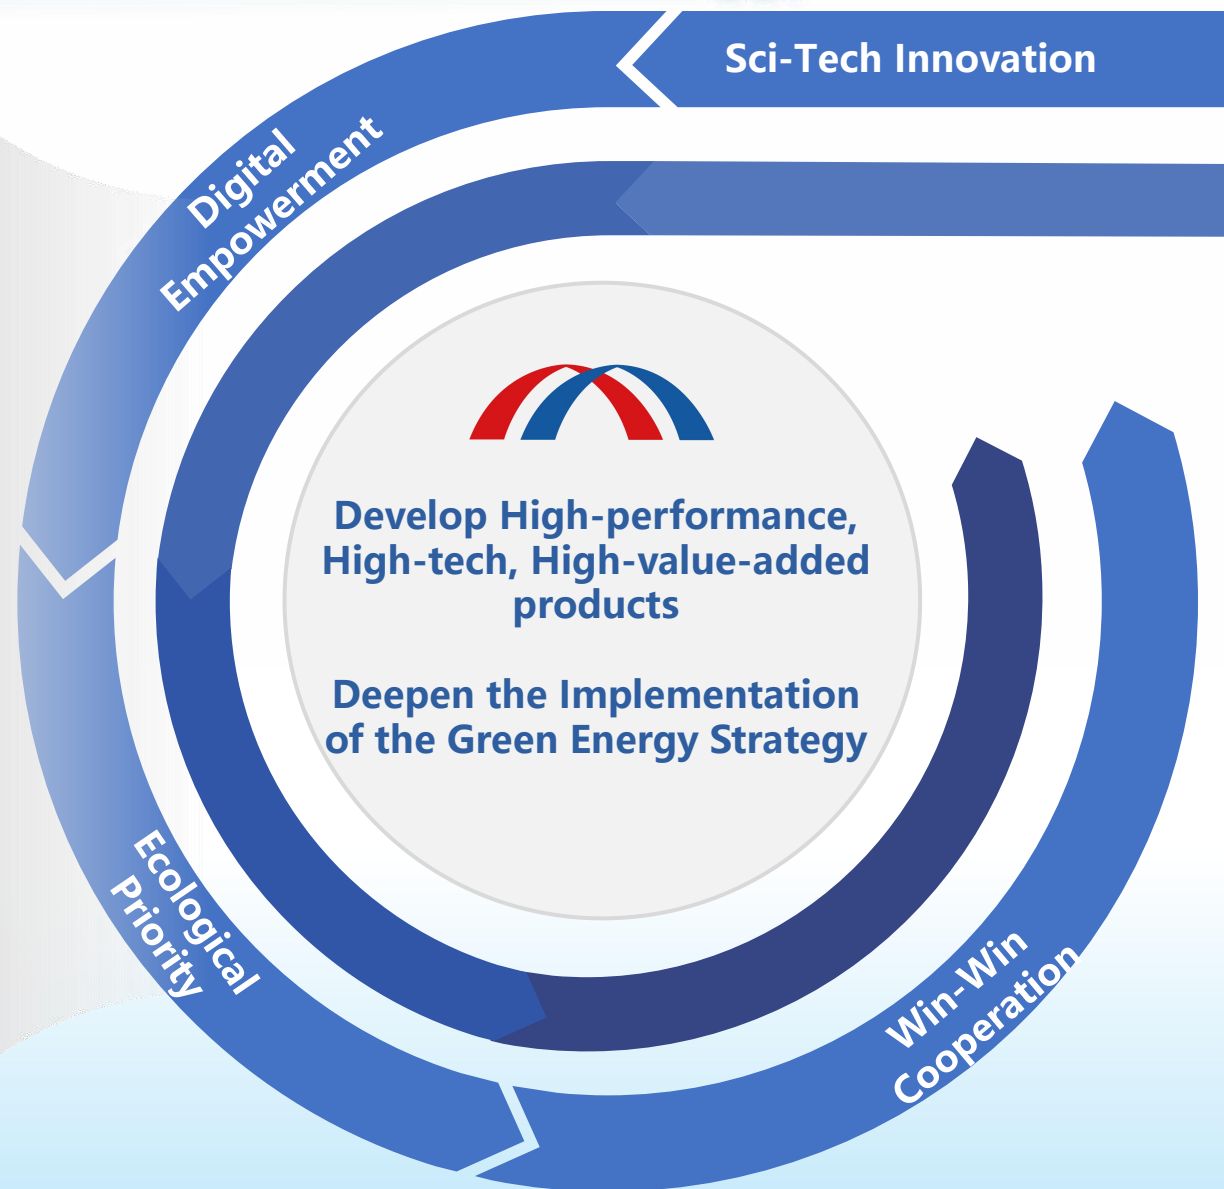 Sci-Tech Innovation
Digital
Empowerment
Develop High-performance,
High-tech, High-value-added
products
Deepen the Implementation
of the Green Energy Strategy
Ecological
Priority
Win-Win
Cooperation